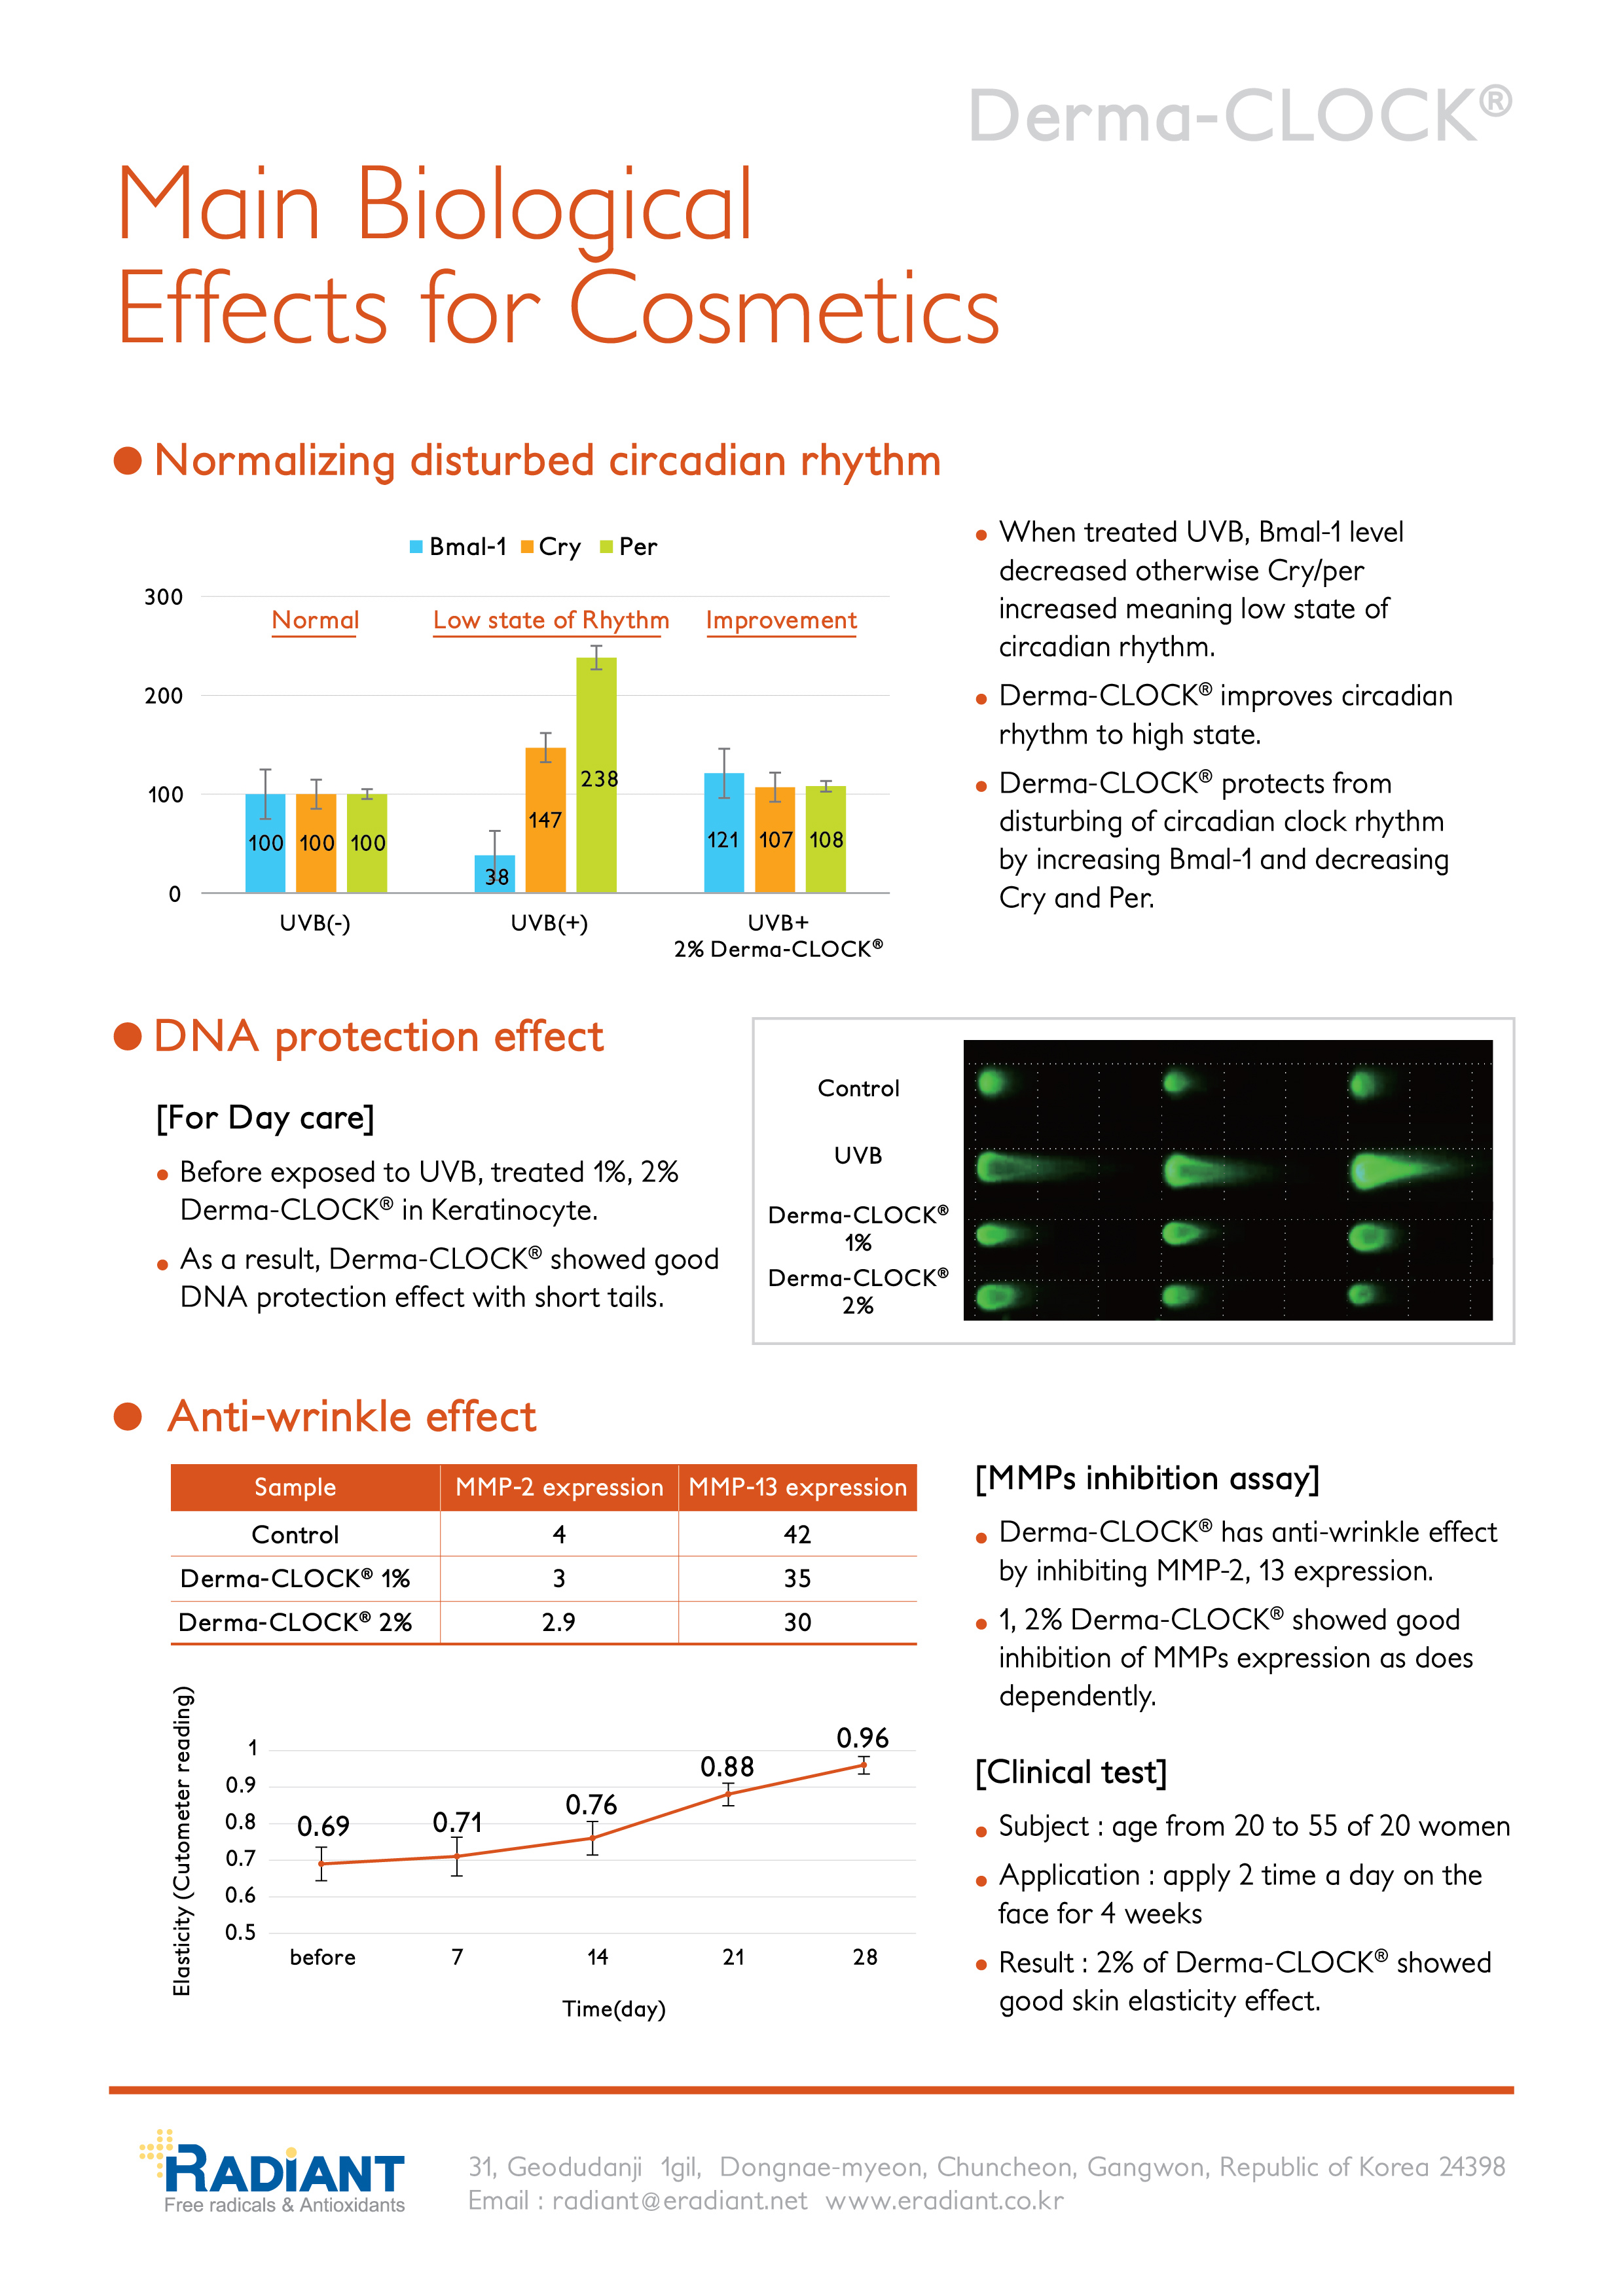 Derma-CLOCK®
Main Biological
Effects for Cosmetics
Normalizing disturbed circadian rhythm
Bmal-1 Cry Per
300
200
100
0
Normal Low state of Rhythm Improvement
100 100 100
38 147 238
121 107 108
UVB(-) UVB(+) UVB+
2% Derma-CLOCK®
• When treated UVB, Bmal-1 level
decreased otherwise Cry/per
increased meaning low state of
circadian rhythm.
• Derma-CLOCK® improves circadian
rhythm to high state.
• Derma-CLOCK® protects from
disturbing of circadian clock rhythm
by increasing Bmal-1 and decreasing
Cry and Per.
DNA protection effect
[For Day care]
• Before exposed to UVB, treated 1%, 2%
Derma-CLOCK® in Keratinocyte.
• As a result, Derma-CLOCK® showed good
DNA protection effect with short tails.
Control
UVB
Derma-CLOCK®
1%
Derma-CLOCK®
2%
Anti-wrinkle effect
Sample MMP-2 expression MMP-13 expression
Control 4 42
Derma-CLOCK® 1% 3 35
Derma-CLOCK® 2% 2.9 30
Elasticity (Cutometer reading)
1
0.9
0.8
0.7
0.6
0.5
0.69 0.71 0.76 0.88 0.96
before 7 14 21 28
Time(day)
[MMPs inhibition assay]
• Derma-CLOCK® has anti-wrinkle effect
by inhibiting MMP-2, 13 expression.
• 1, 2% Derma-CLOCK® showed good
inhibition of MMPs expression as does
dependently.
[Clinical test]
• Subject : age from 20 to 55 of 20 women
• Application : apply 2 time a day on the
face for 4 weeks
• Result : 2% of Derma-CLOCK® showed
good skin elasticity effect.
RADiANT
Free radicals & Antioxidants
31, Geodudanji 1gil, Dongnae-myeon, Chuncheon, Gangwon, Republic of Korea 24398
Email : radiant@eradiant.net www.eradiant.co.kr